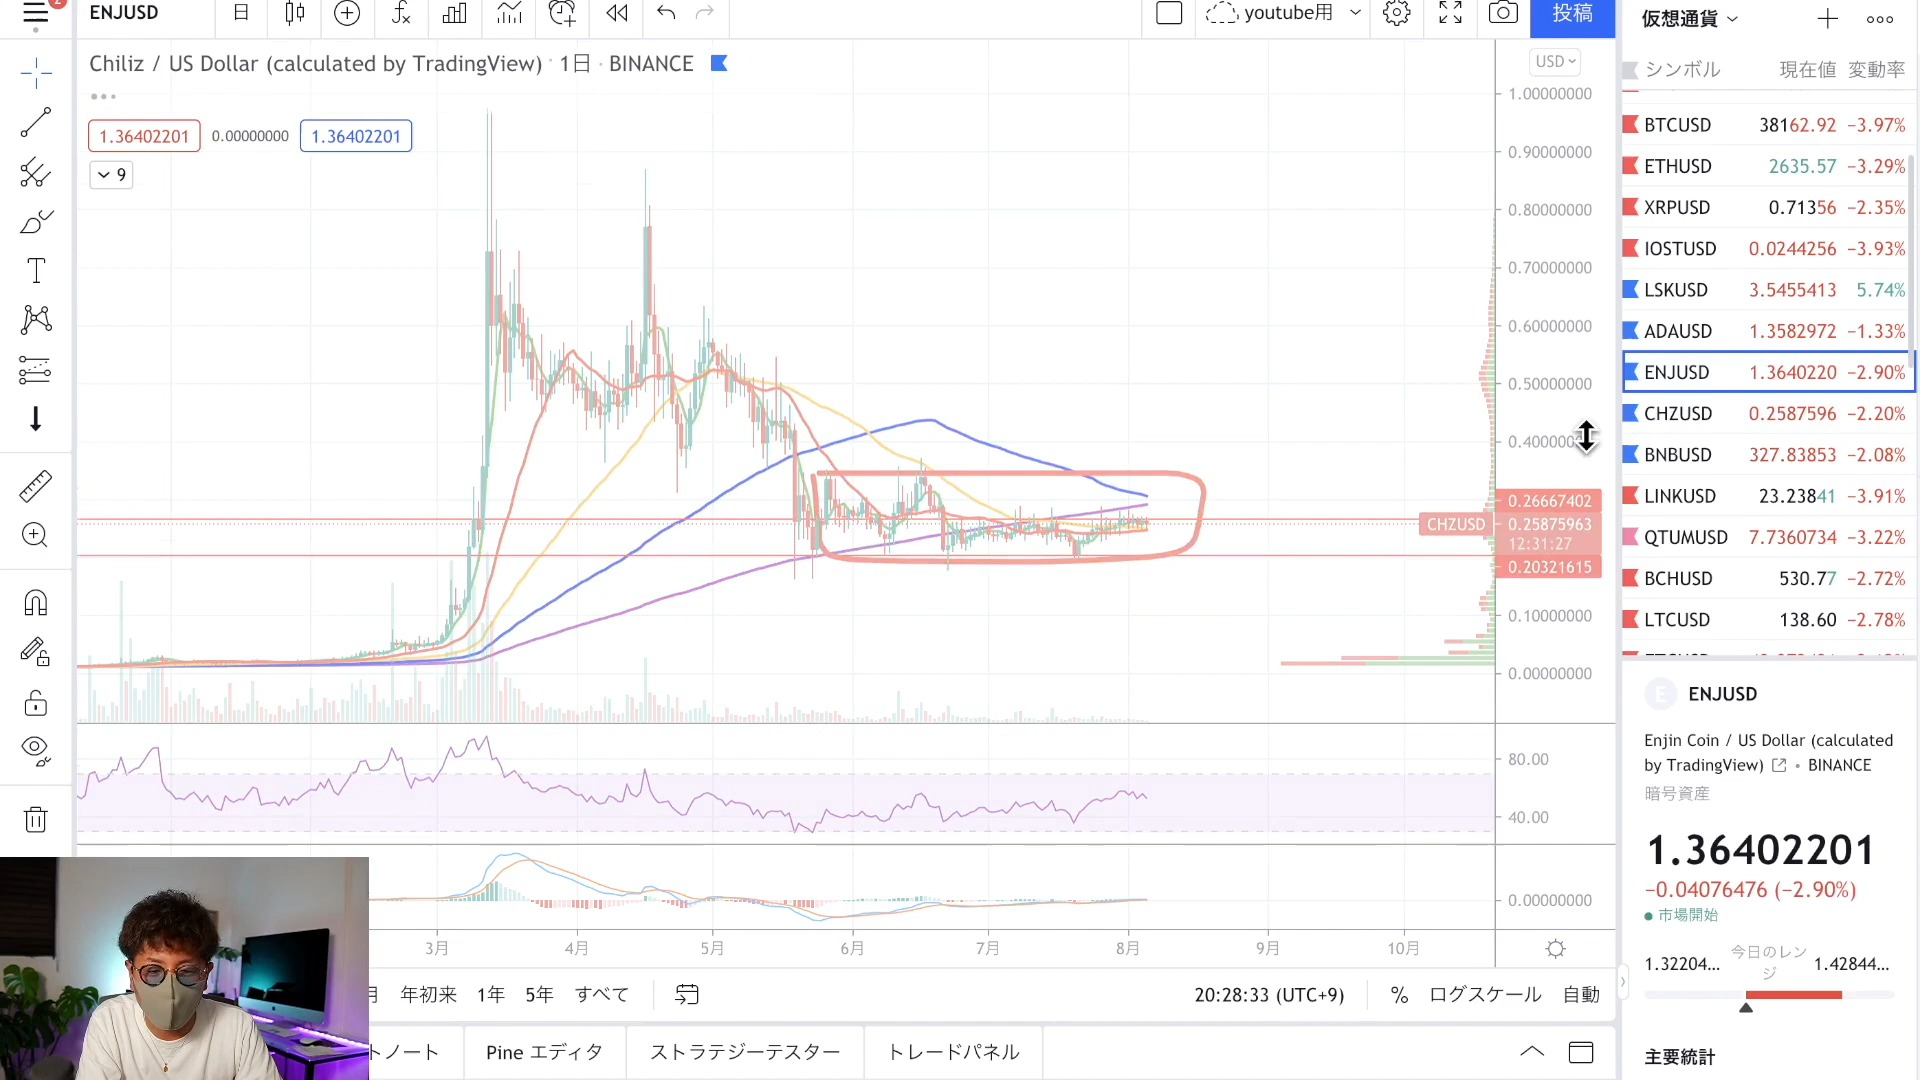 2
ENJUSD
日
youtube用
投稿
Chiliz / US Dollar (calculated by TradingView) · 1日 · BINANCE
1.36402201 0.00000000 1.36402201
9
USD
1.00000000
0.90000000
0.80000000
0.70000000
0.60000000
0.50000000
0.26667402
CHZUSD 0.25875963
12:31:27
0.20321615
0.10000000
0.00000000
80.00
40.00
0.00000000
3月 4月 5月 6月 7月 8月 9月 10月
年初来 1年 5年 すべて
20:28:33 (UTC+9) % ログスケール 自動
トノート Pine エディタ ストラテジーテスター トレードパネル
仮想通貨
シンボル 現在値 変動率
BTCUSD 38162.92 −3.97%
ETHUSD 2635.57 −3.29%
XRPUSD 0.71356 −2.35%
IOSTUSD 0.0244256 −3.93%
LSKUSD 3.5455413 5.74%
ADAUSD 1.3582972 −1.33%
ENJUSD 1.3640220 −2.90%
CHZUSD 0.2587596 −2.20%
BNBUSD 327.83853 −2.08%
LINKUSD 23.23841 −3.91%
QTUMUSD 7.7360734 −3.22%
BCHUSD 530.77 −2.72%
LTCUSD 138.60 −2.78%
E ENJUSD
Enjin Coin / US Dollar (calculated
by TradingView) • BINANCE
暗号資産
1.36402201
−0.04076476 (−2.90%)
市場開始
1.32204... 今日のレン
ジ 1.42844...
主要統計